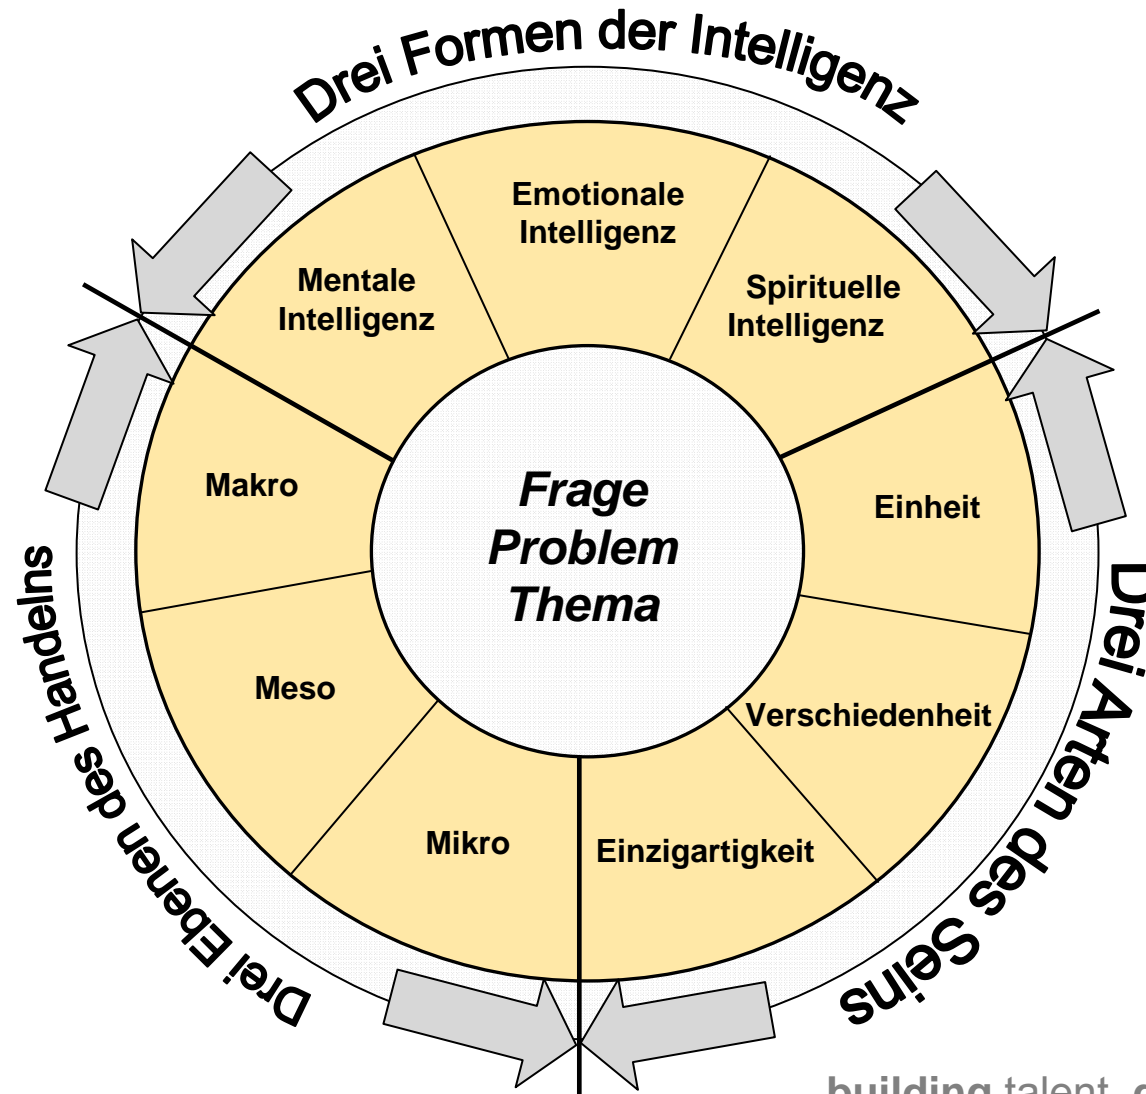 Drei Formen der Intelligenz
Emotionale
Intelligenz
Mentale
Intelligenz
Spirituelle
Intelligenz
Makro
Einheit
Frage
Problem
Thema
Meso
Verschiedenheit
Mikro
Einzigartigkeit
Drei Ebenen des Handelns
Drei Arten des Seins
building talent